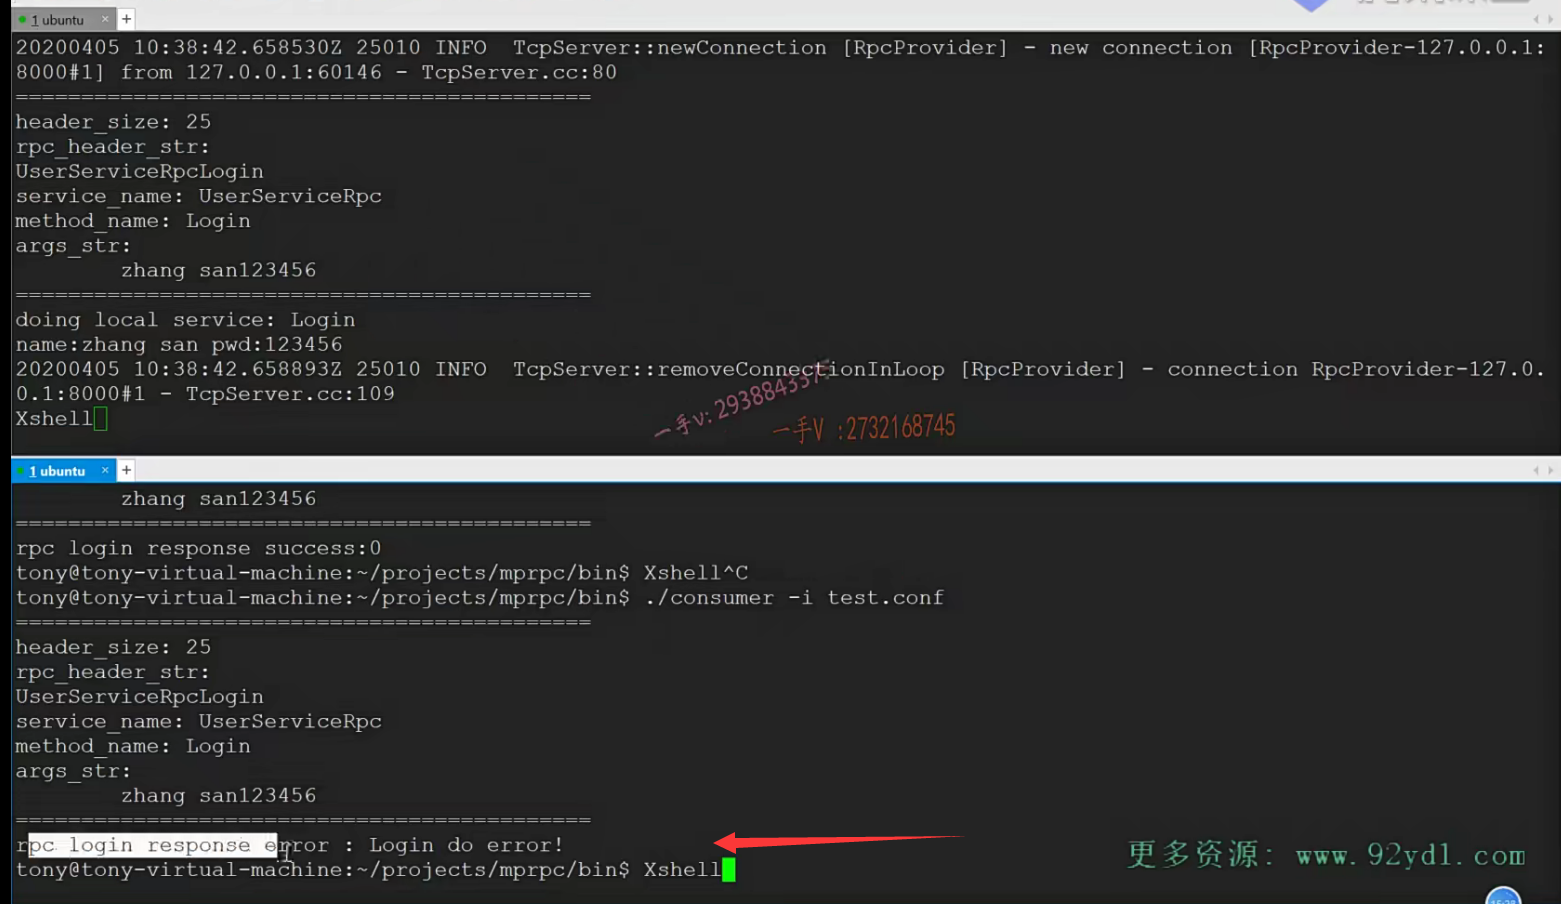 1 ubuntu × +
20200405 10:38:42.658530Z 25010 INFO  TcpServer::newConnection [RpcProvider] - new connection [RpcProvider-127.0.0.1:
8000#1] from 127.0.0.1:60146 - TcpServer.cc:80
============================================
header_size: 25
rpc_header_str:
UserServiceRpcLogin
service_name: UserServiceRpc
method_name: Login
args_str:
        zhang san123456
============================================
doing local service: Login
name:zhang san pwd:123456
20200405 10:38:42.658893Z 25010 INFO  TcpServer::removeConnectionInLoop [RpcProvider] - connection RpcProvider-127.0.
0.1:8000#1 - TcpServer.cc:109
Xshell
一手v:
一手V :2732168745
1 ubuntu × +
        zhang san123456
============================================
rpc login response success:0
tony@tony-virtual-machine:~/projects/mprpc/bin$ Xshell^C
tony@tony-virtual-machine:~/projects/mprpc/bin$ ./consumer -i test.conf
============================================
header_size: 25
rpc_header_str:
UserServiceRpcLogin
service_name: UserServiceRpc
method_name: Login
args_str:
        zhang san123456
============================================
rpc login response error : Login do error!
tony@tony-virtual-machine:~/projects/mprpc/bin$ Xshell
更多资源: www.92ydl.com